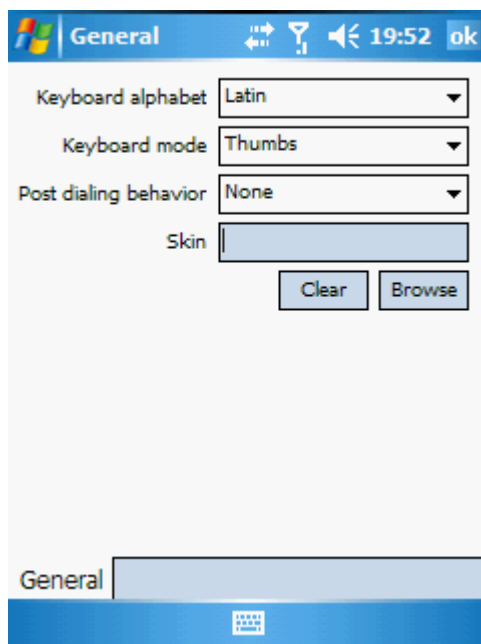 General 19:52 ok
Keyboard alphabet Latin
Keyboard mode Thumbs
Post dialing behavior None
Skin
Clear Browse
General